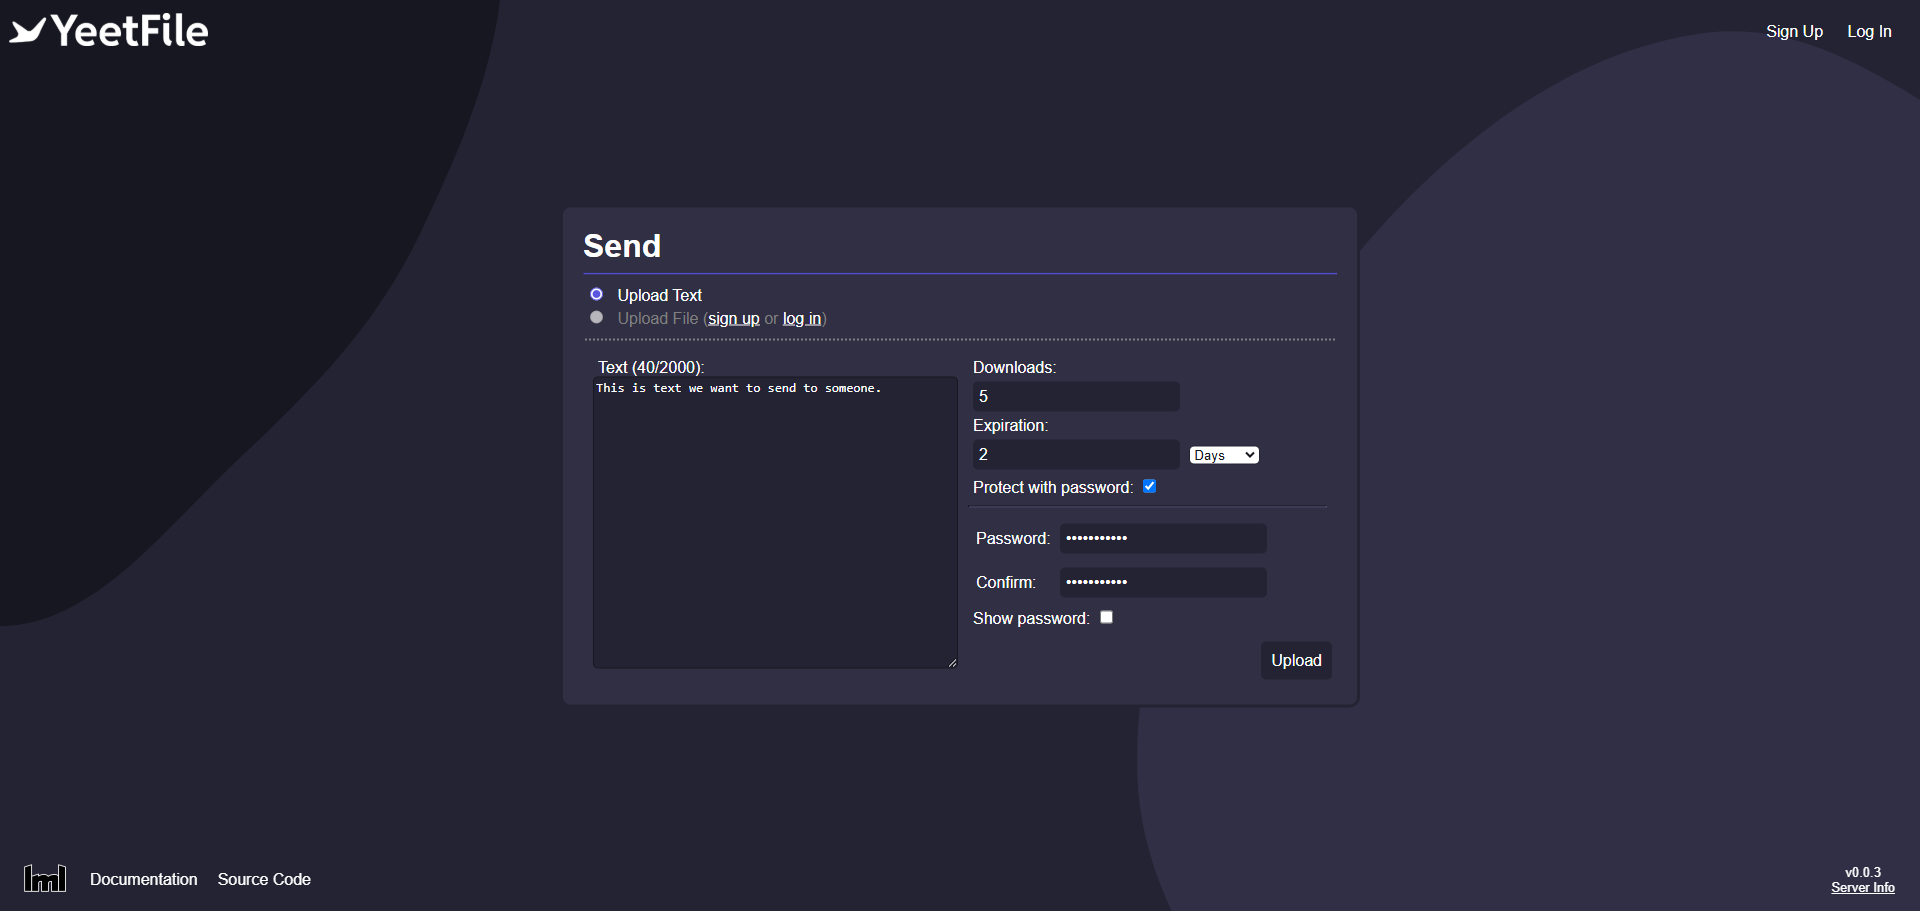 YeetFile
Sign Up
Log In
Send
Upload Text
Upload File (sign up or log in)
Text (40/2000):
This is text we want to send to someone.
Downloads:
5
Expiration:
2
Days
Protect with password:
Password:
•••••••••••
Confirm:
•••••••••••
Show password:
Upload
lml
Documentation
Source Code
v0.0.3
Server Info